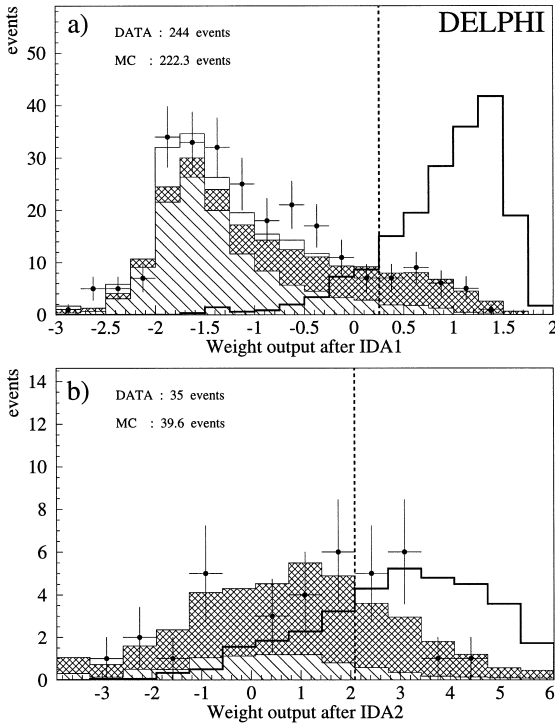 DELPHI
a)
DATA : 244 events
MC : 222.3 events
events
50
40
30
20
10
0
-3 -2.5 -2 -1.5 -1 -0.5 0 0.5 1 1.5 2
Weight output after IDA1
b)
DATA : 35 events
MC : 39.6 events
events
14
12
10
8
6
4
2
0
-3 -2 -1 0 1 2 3 4 5 6
Weight output after IDA2